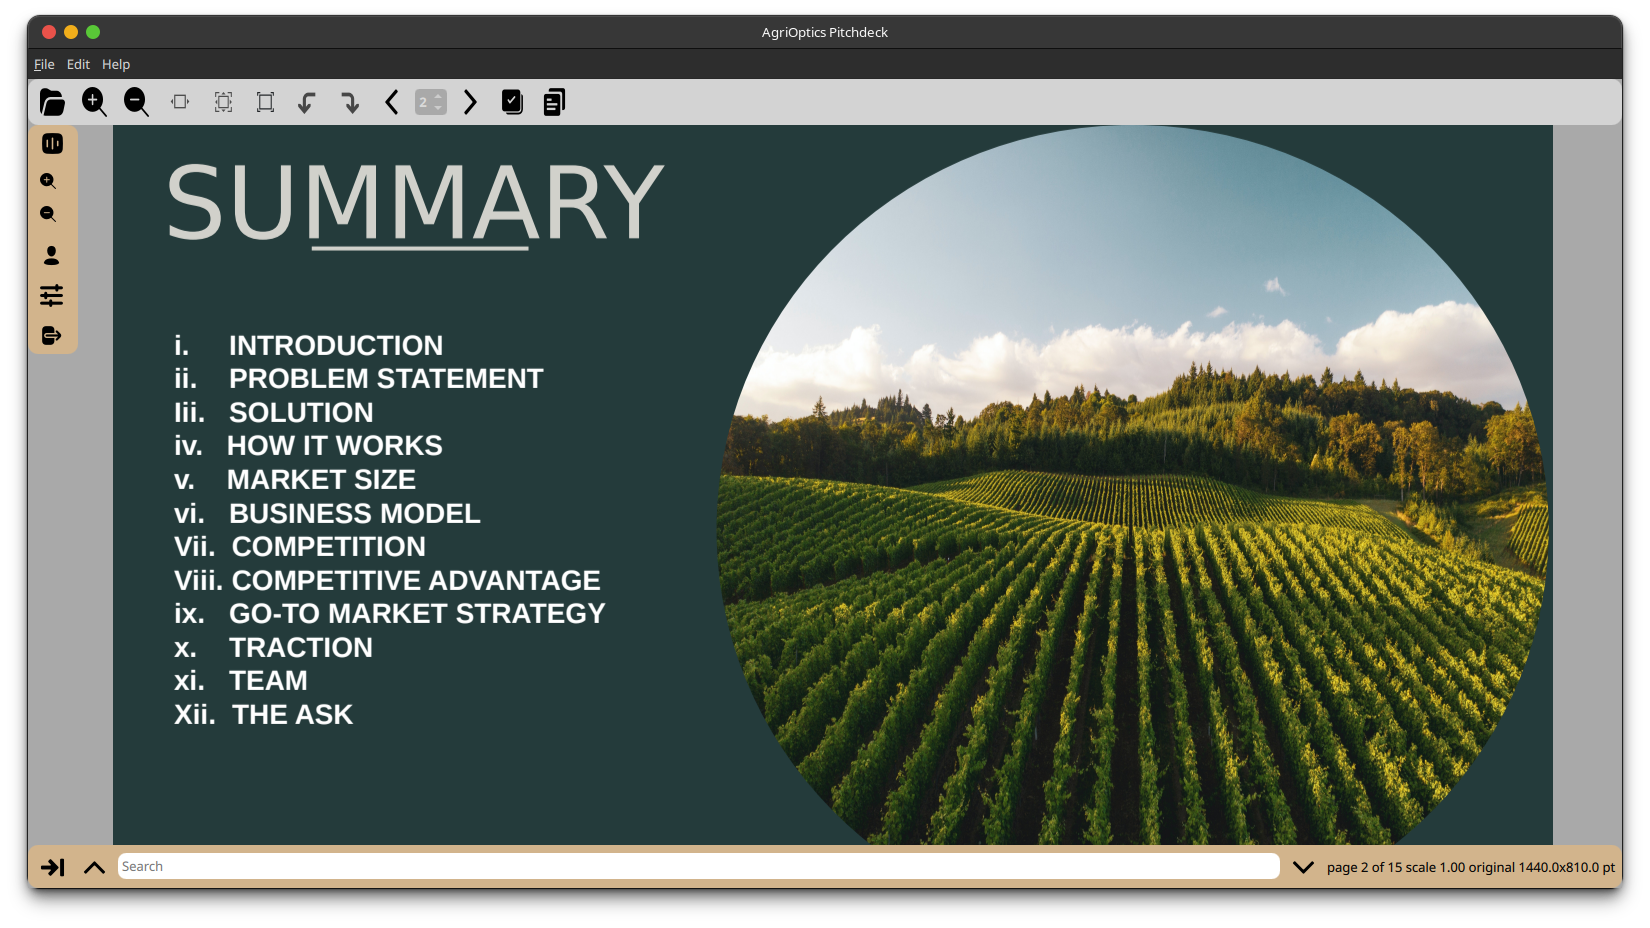 AgriOptics Pitchdeck
File Edit Help
2
SUMMARY
i. INTRODUCTION
ii. PROBLEM STATEMENT
Iii. SOLUTION
iv. HOW IT WORKS
v. MARKET SIZE
vi. BUSINESS MODEL
Vii. COMPETITION
Viii. COMPETITIVE ADVANTAGE
ix. GO-TO MARKET STRATEGY
x. TRACTION
xi. TEAM
Xii. THE ASK
Search
page 2 of 15 scale 1.00 original 1440.0x810.0 pt